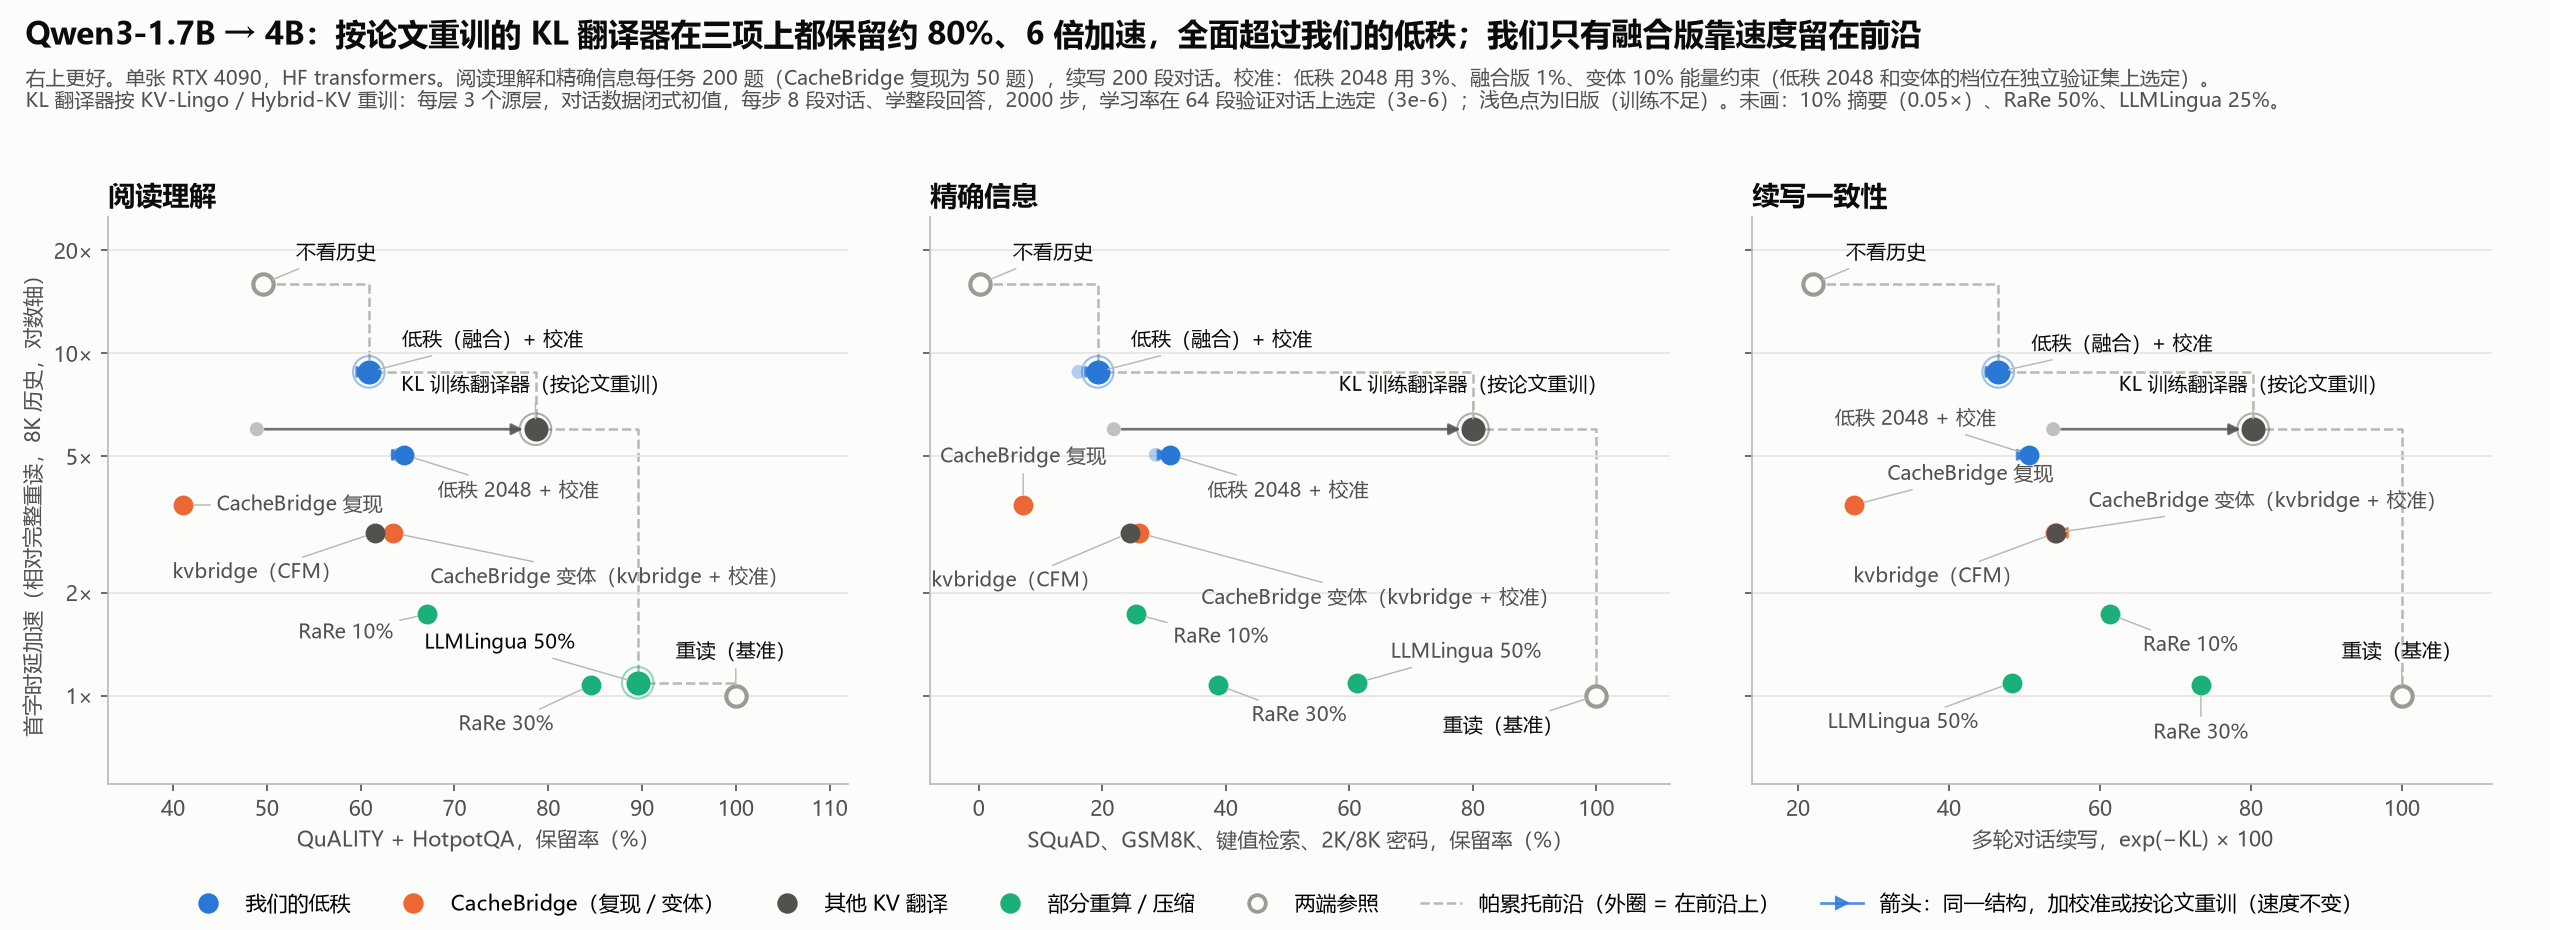 Qwen3-1.7B → 4B：按论文重训的 KL 翻译器在三项上都保留约 80%、6 倍加速，全面超过我们的低秩；我们只有融合版靠速度留在前沿
右上更好。单张 RTX 4090，HF transformers。阅读理解和精确信息每任务 200 题（CacheBridge 复现为 50 题），续写 200 段对话。校准：低秩 2048 用 3%、融合版 1%、变体 10% 能量约束（低秩 2048 和变体的档位在独立验证集上选定）。
KL 翻译器按 KV-Lingo / Hybrid-KV 重训：每层 3 个源层，对话数据闭式初值，每步 8 段对话、学整段回答，2000 步，学习率在 64 段验证对话上选定（3e-6）；浅色点为旧版（训练不足）。未画：10% 摘要（0.05×）、RaRe 50%、LLMLingua 25%。
首字时延加速（相对完整重读，8K 历史，对数轴）
阅读理解
20×
10×
5×
2×
1×
不看历史
低秩（融合）+ 校准
KL 训练翻译器（按论文重训）
低秩 2048 + 校准
CacheBridge 复现
kvbridge（CFM）
CacheBridge 变体（kvbridge + 校准）
RaRe 10%
LLMLingua 50%
重读（基准）
RaRe 30%
40 50 60 70 80 90 100 110
QuALITY + HotpotQA，保留率（%）
精确信息
不看历史
低秩（融合）+ 校准
KL 训练翻译器（按论文重训）
CacheBridge 复现
低秩 2048 + 校准
kvbridge（CFM）
CacheBridge 变体（kvbridge + 校准）
RaRe 10%
LLMLingua 50%
RaRe 30%
重读（基准）
0 20 40 60 80 100
SQuAD、GSM8K、键值检索、2K/8K 密码，保留率（%）
续写一致性
不看历史
低秩（融合）+ 校准
KL 训练翻译器（按论文重训）
低秩 2048 + 校准
CacheBridge 复现
CacheBridge 变体（kvbridge + 校准）
kvbridge（CFM）
RaRe 10%
重读（基准）
LLMLingua 50%
RaRe 30%
20 40 60 80 100
多轮对话续写，exp(−KL) × 100
我们的低秩
CacheBridge（复现 / 变体）
其他 KV 翻译
部分重算 / 压缩
两端参照
帕累托前沿（外圈 = 在前沿上）
箭头：同一结构，加校准或按论文重训（速度不变）